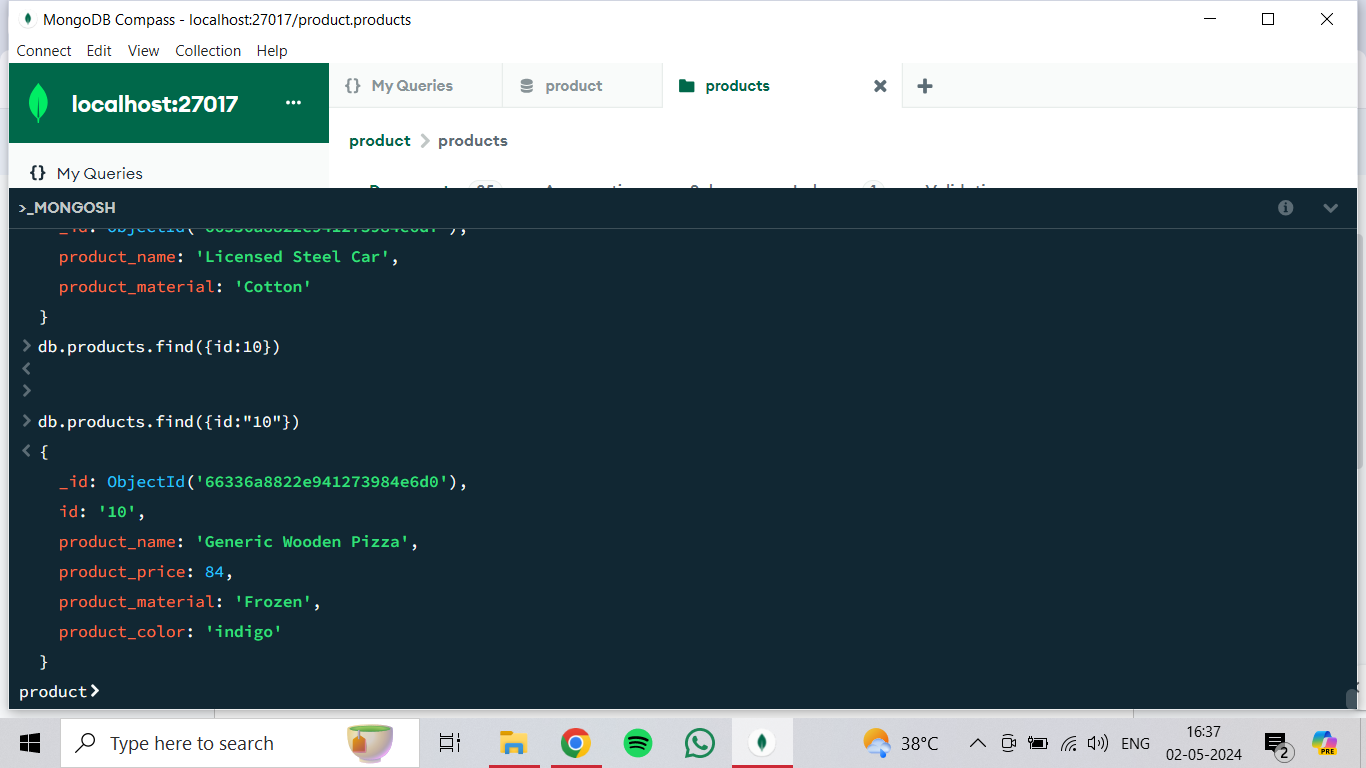 MongoDB Compass - localhost:27017/product.products
Connect Edit View Collection Help
localhost:27017 ...
{} My Queries product products
product > products
{} My Queries
>_MONGOSH
_id: ObjectId('66336a8822e941273984e6d1'),
product_name: 'Licensed Steel Car',
product_material: 'Cotton'
}
> db.products.find({id:10})
<
>
> db.products.find({id:"10"})
< {
_id: ObjectId('66336a8822e941273984e6d0'),
id: '10',
product_name: 'Generic Wooden Pizza',
product_price: 84,
product_material: 'Frozen',
product_color: 'indigo'
}
product>
Type here to search
38°C
ENG
16:37
02-05-2024
2
PRE